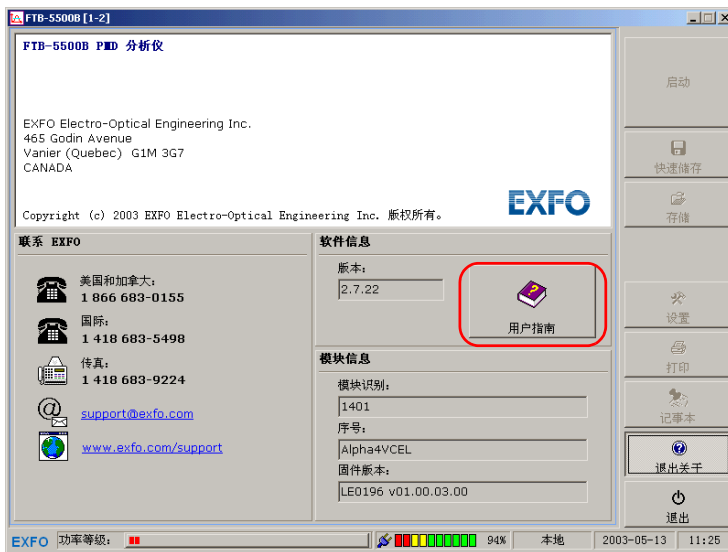 FTB-5500B [1-2]
FTB-5500B PMD 分析仪
EXFO Electro-Optical Engineering Inc.
465 Godin Avenue
Vanier (Quebec) G1M 3G7
CANADA
EXFO
Copyright (c) 2003 EXFO Electro-Optical Engineering Inc. 版权所有。
联系 EXFO
美国和加拿大:
1 866 683-0155
国际:
1 418 683-5498
传真:
1 418 683-9224
support@exfo.com
www.exfo.com/support
软件信息
版本:
2.7.22
用户指南
模块信息
模块识别:
1401
序号:
Alpha4VCEL
固件版本:
LE0196 v01.00.03.00
启动
快速储存
存储
设置
打印
记事本
退出关于
退出
EXFO 功率等级: 94% 本地 2003-05-13 11:25